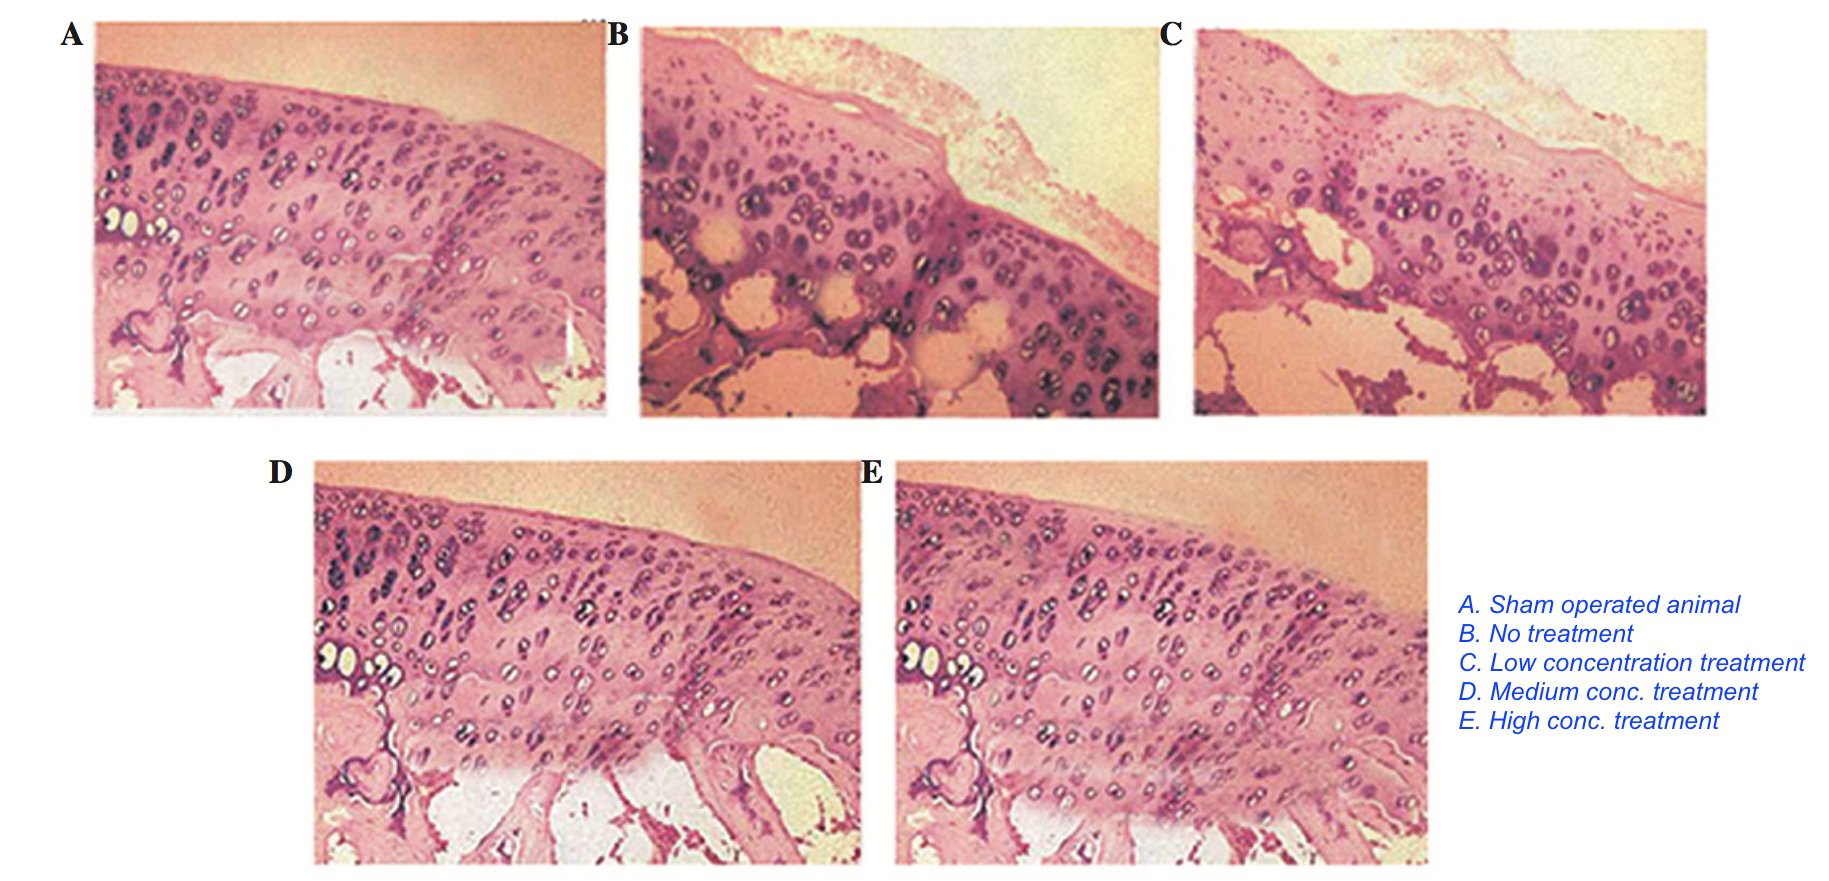 A
B
C
D
E
A. Sham operated animal
B. No treatment
C. Low concentration treatment
D. Medium conc. treatment
E. High conc. treatment